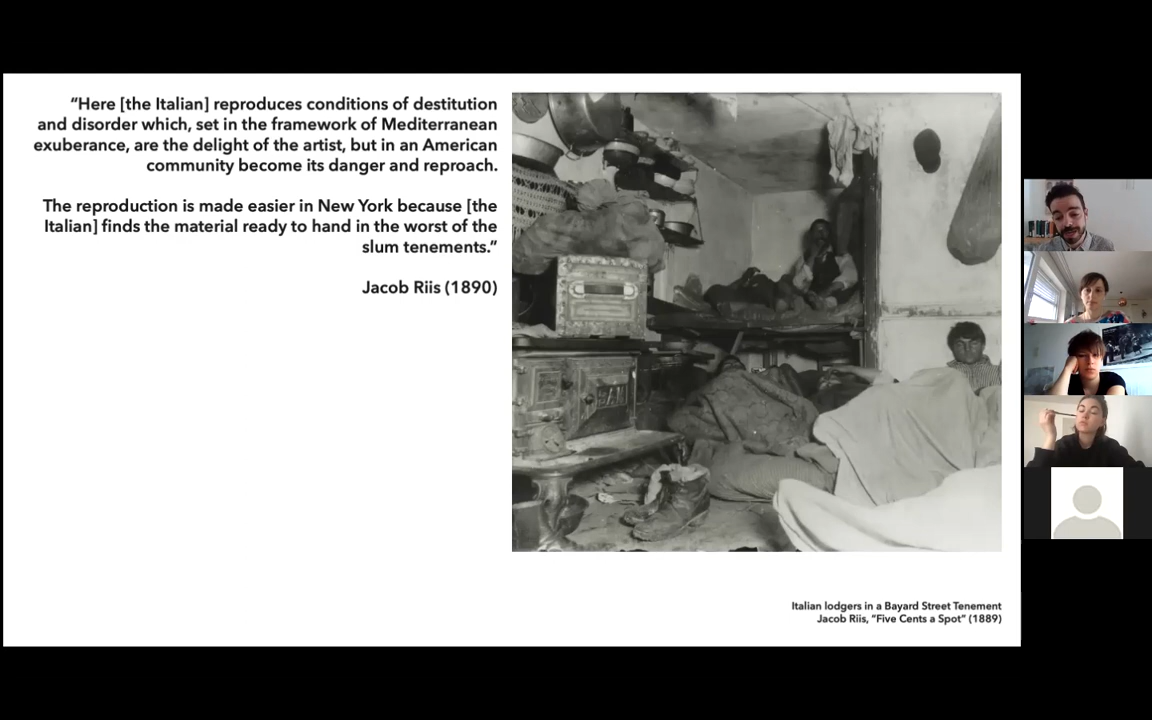 “Here [the Italian] reproduces conditions of destitution
and disorder which, set in the framework of Mediterranean
exuberance, are the delight of the artist, but in an American
community become its danger and reproach.
The reproduction is made easier in New York because [the
Italian] finds the material ready to hand in the worst of the
slum tenements.”
Jacob Riis (1890)
Italian lodgers in a Bayard Street Tenement
Jacob Riis, “Five Cents a Spot” (1889)